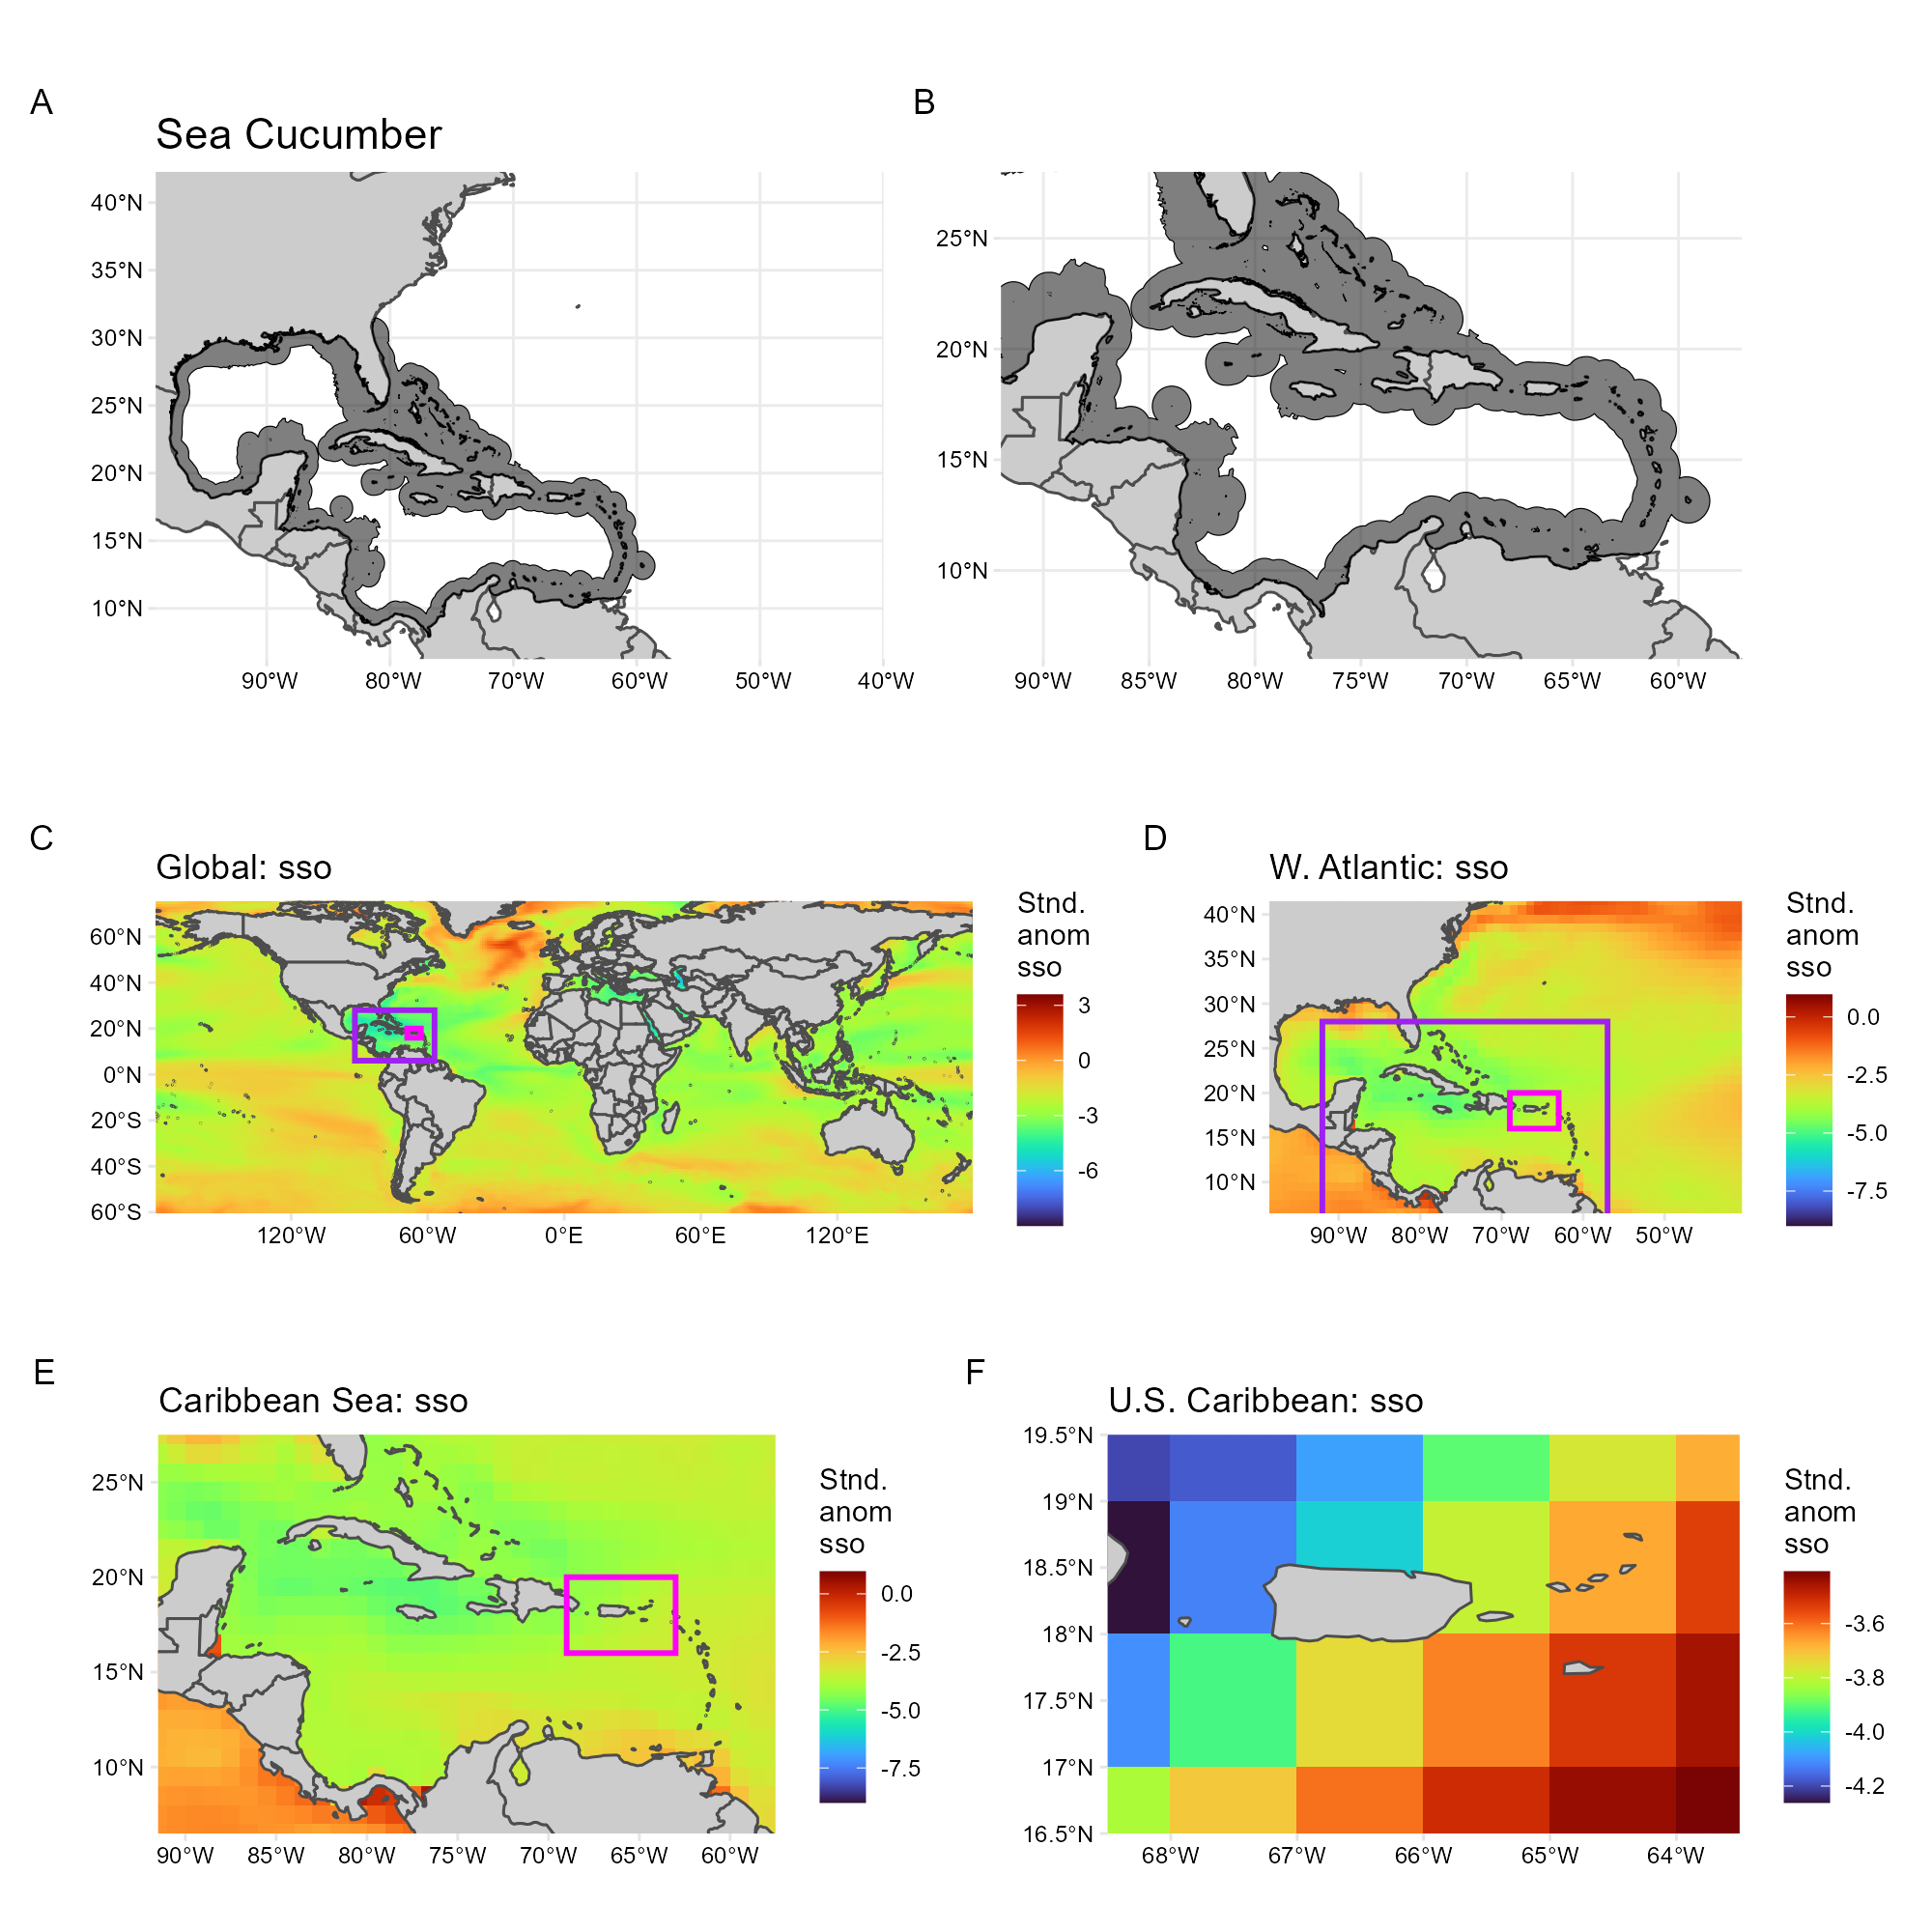 A
B
Sea Cucumber
40°N
35°N
30°N
25°N
20°N
15°N
10°N
90°W 80°W 70°W 60°W 50°W 40°W
25°N
20°N
15°N
10°N
90°W 85°W 80°W 75°W 70°W 65°W 60°W
C
Global: sso
60°N
40°N
20°N
0°N
20°S
40°S
60°S
120°W 60°W 0°E 60°E 120°E
Stnd.
anom
sso
3
0
-3
-6
D
W. Atlantic: sso
40°N
35°N
30°N
25°N
20°N
15°N
10°N
90°W 80°W 70°W 60°W 50°W
Stnd.
anom
sso
0.0
-2.5
-5.0
-7.5
E
Caribbean Sea: sso
25°N
20°N
15°N
10°N
90°W 85°W 80°W 75°W 70°W 65°W 60°W
Stnd.
anom
sso
0.0
-2.5
-5.0
-7.5
F
U.S. Caribbean: sso
19.5°N
19°N
18.5°N
18°N
17.5°N
17°N
16.5°N
68°W 67°W 66°W 65°W 64°W
Stnd.
anom
sso
-3.6
-3.8
-4.0
-4.2